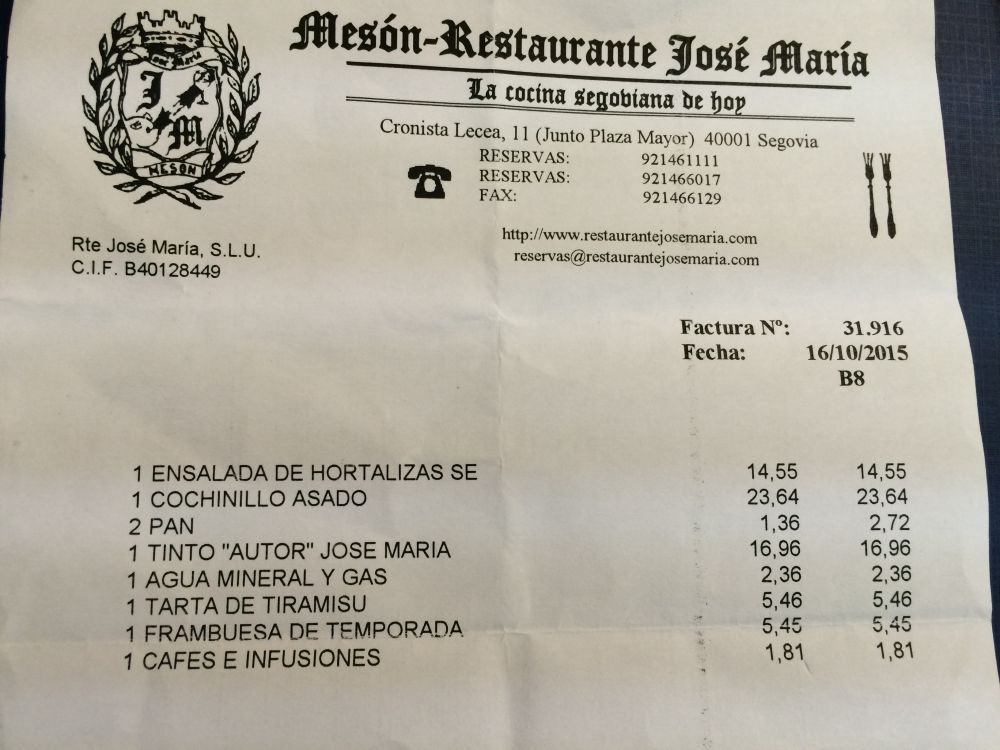 Mesón-Restaurante José María
La cocina segoviana de hoy
J
M
MESON
Cronista Lecea, 11 (Junto Plaza Mayor) 40001 Segovia
RESERVAS: 921461111
RESERVAS: 921466017
FAX: 921466129
http://www.restaurantejosemaria.com
reservas@restaurantejosemaria.com
Rte José María, S.L.U.
C.I.F. B40128449
Factura Nº: 31.916
Fecha: 16/10/2015
B8
1 ENSALADA DE HORTALIZAS SE 14,55 14,55
1 COCHINILLO ASADO 23,64 23,64
2 PAN 1,36 2,72
1 TINTO "AUTOR" JOSE MARIA 16,96 16,96
1 AGUA MINERAL Y GAS 2,36 2,36
1 TARTA DE TIRAMISU 5,46 5,46
1 FRAMBUESA DE TEMPORADA 5,45 5,45
1 CAFES E INFUSIONES 1,81 1,81